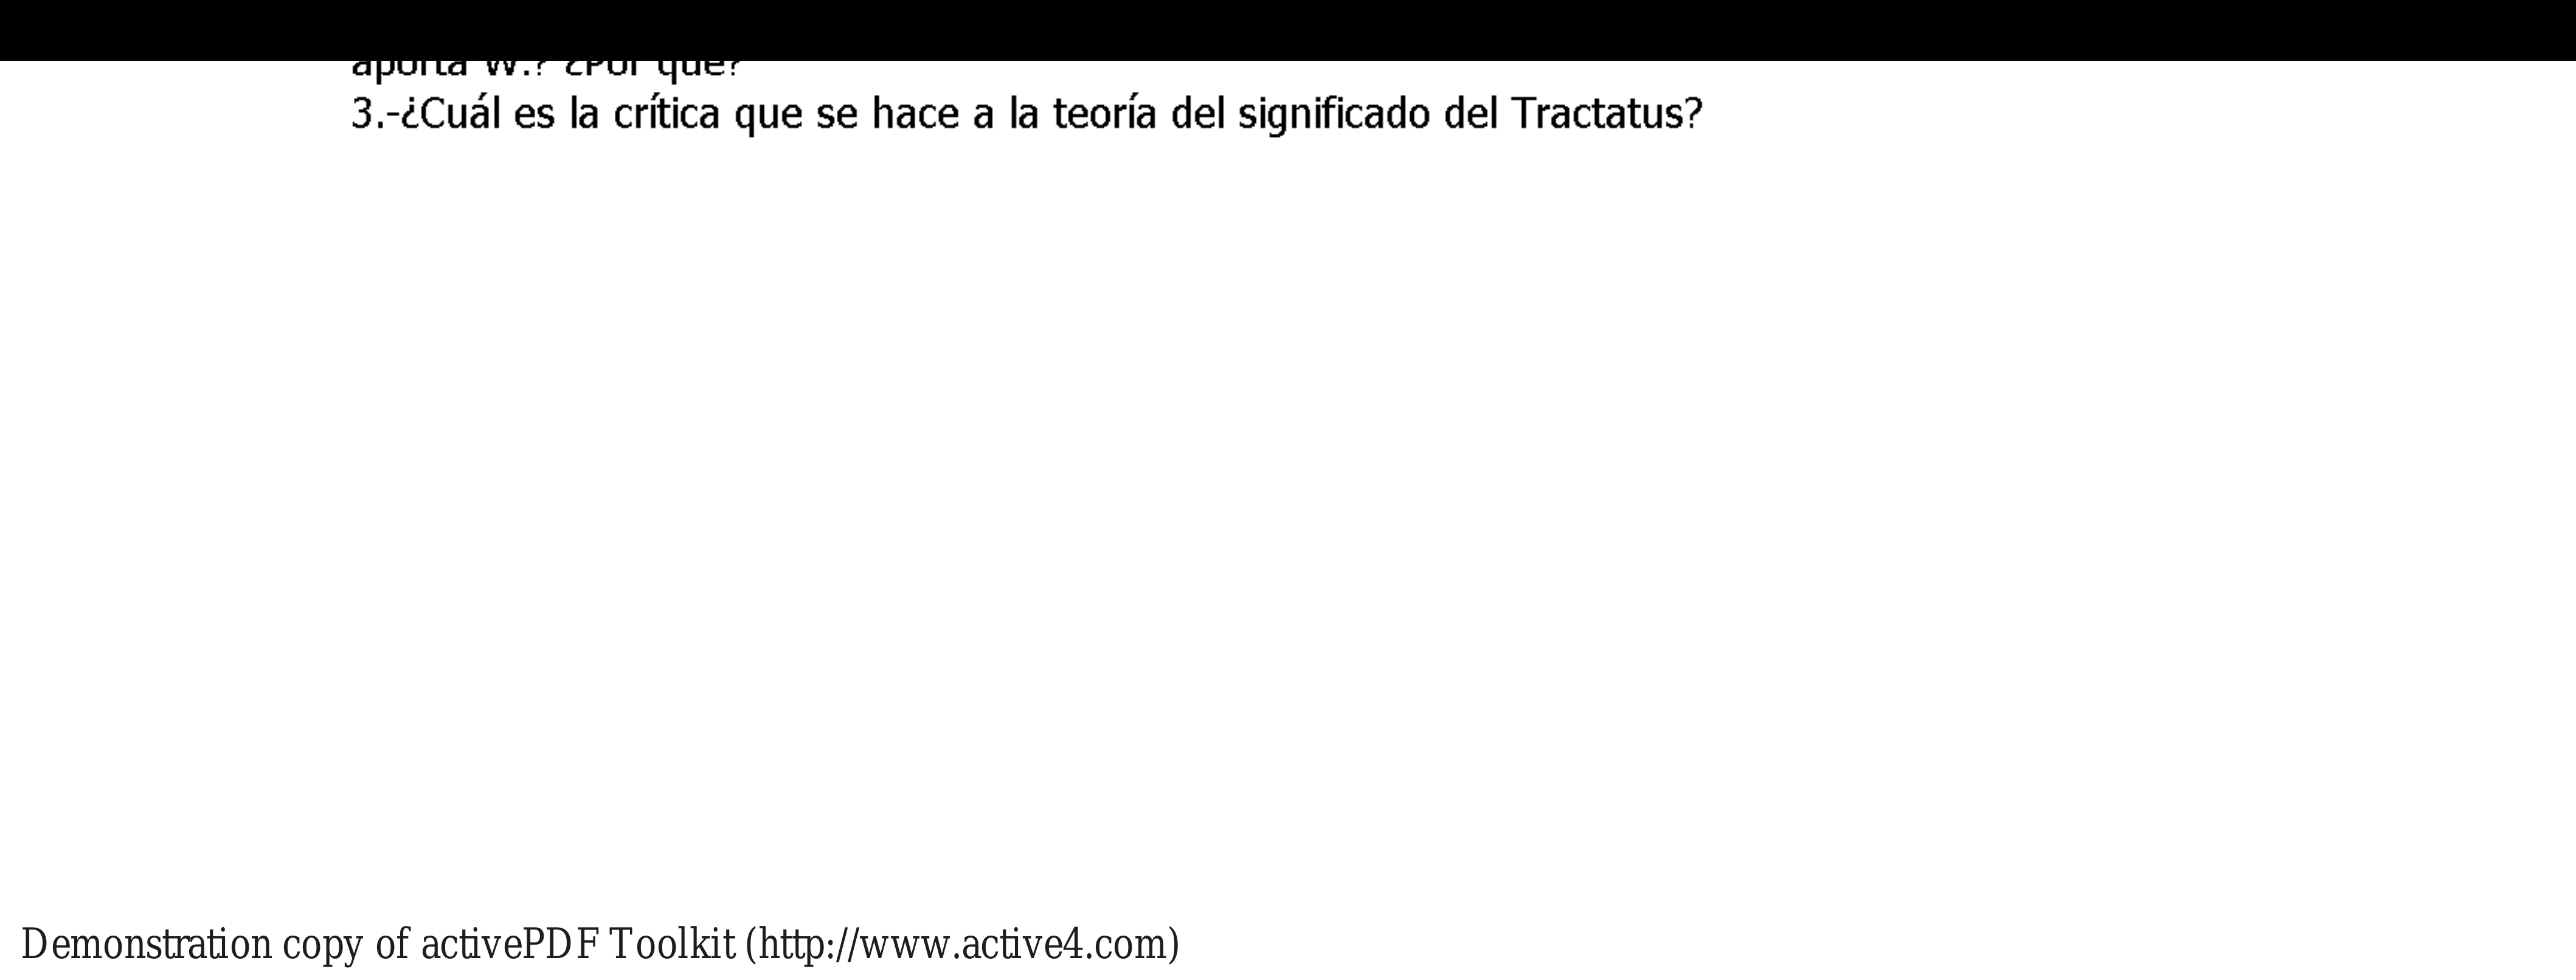 aporta W.? ¿Por qué?
3.-¿Cuál es la crítica que se hace a la teoría del significado del Tractatus?
Demonstration copy of activePDF Toolkit (http://www.active4.com)